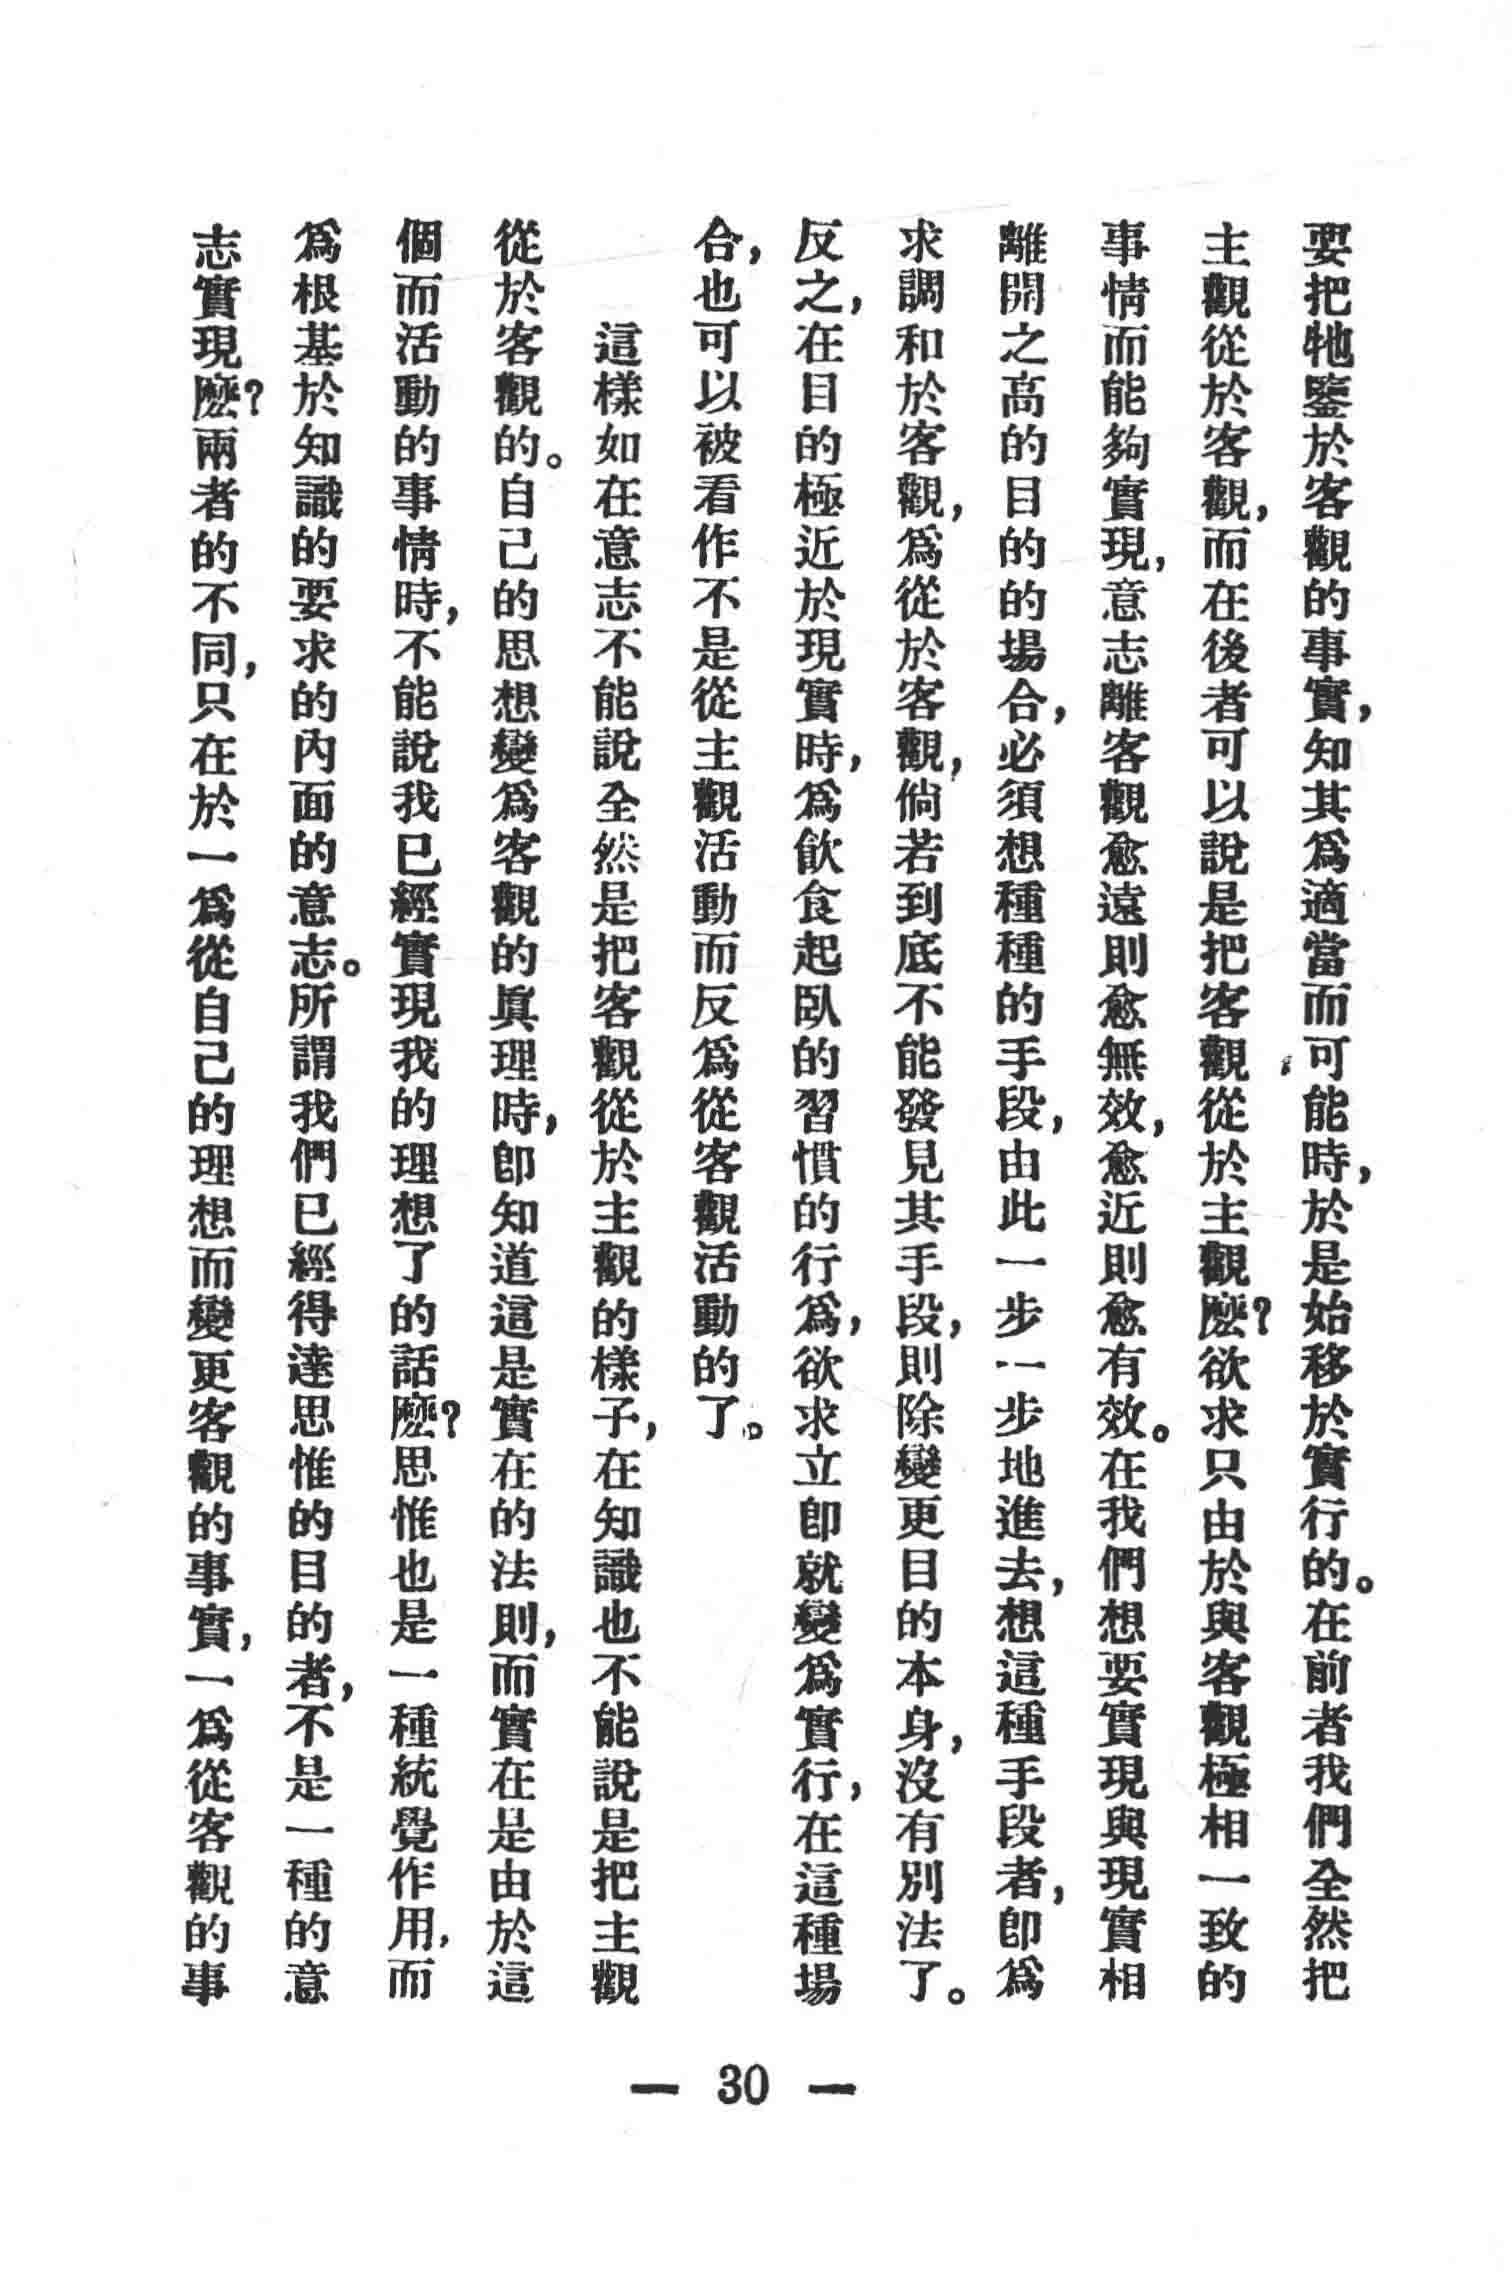 要把牠鑒於客觀的事實，知其爲適當而可能時，於是始移於實行的。在前者我們全然把
主觀從於客觀，而在後者可以說是把客觀從於主觀麽？欲求只由於與客觀極相一致的
事情而能夠實現，意志離客觀愈遠則愈無效，愈近則愈有效。在我們想要實現與現實相
離開之高的目的的場合，必須想種種的手段，由此一步一步地進去，想這種手段者，卽爲
求調和於客觀，爲從於客觀，倘若到底不能發見其手段，則除變更目的本身，沒有別法了。
反之，在目的極近於現實時，爲飮食起臥的習慣的行爲，欲求立卽就變爲實行，在這種場
合，也可以被看作不是從主觀活動而反爲從客觀活動的了。
這樣如在意志不能說全然是把客觀從於主觀的樣子，在知識也不能說是把主觀
從於客觀的。自己的思想變爲客觀的眞理時，卽知道這是實在的法則，而實在是由於這
個而活動的事情時，不能說我已經實現我的理想了的話麽？思惟也是一種統覺作用，而
爲根基於知識的要求的內面的意志。所謂我們已經得達思惟的目的者，不是一種的意
志實現麽？兩者的不同，只在於一爲從自己的理想而變更客觀的事實，一爲從客觀的事
— 30 —